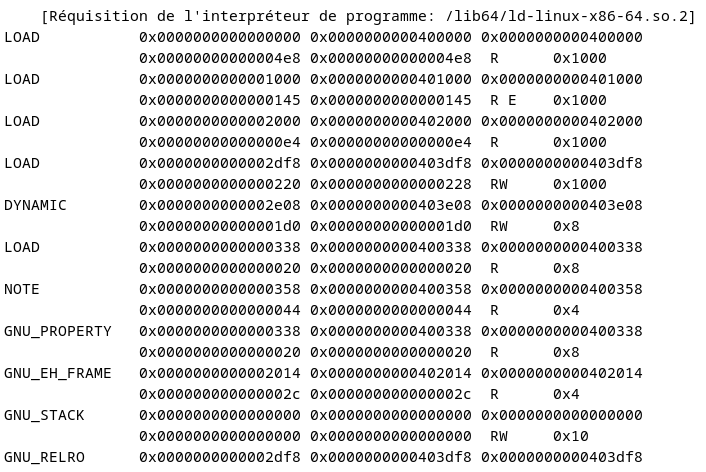 [Réquisition de l'interpréteur de programme: /lib64/ld-linux-x86-64.so.2]
LOAD 0x0000000000000000 0x0000000000400000 0x0000000000400000
0x00000000000004e8 0x00000000000004e8 R 0x1000
LOAD 0x0000000000001000 0x0000000000401000 0x0000000000401000
0x0000000000000145 0x0000000000000145 R E 0x1000
LOAD 0x0000000000002000 0x0000000000402000 0x0000000000402000
0x00000000000000e4 0x00000000000000e4 R 0x1000
LOAD 0x0000000000002df8 0x0000000000403df8 0x0000000000403df8
0x0000000000000220 0x0000000000000228 RW 0x1000
DYNAMIC 0x0000000000002e08 0x0000000000403e08 0x0000000000403e08
0x00000000000001d0 0x00000000000001d0 RW 0x8
LOAD 0x0000000000000338 0x0000000000400338 0x0000000000400338
0x0000000000000020 0x0000000000000020 R 0x8
NOTE 0x0000000000000358 0x0000000000400358 0x0000000000400358
0x0000000000000044 0x0000000000000044 R 0x4
GNU_PROPERTY 0x0000000000000338 0x0000000000400338 0x0000000000400338
0x0000000000000020 0x0000000000000020 R 0x8
GNU_EH_FRAME 0x0000000000002014 0x0000000000402014 0x0000000000402014
0x000000000000002c 0x000000000000002c R 0x4
GNU_STACK 0x0000000000000000 0x0000000000000000 0x0000000000000000
0x0000000000000000 0x0000000000000000 RW 0x10
GNU_RELRO 0x0000000000002df8 0x0000000000403df8 0x0000000000403df8